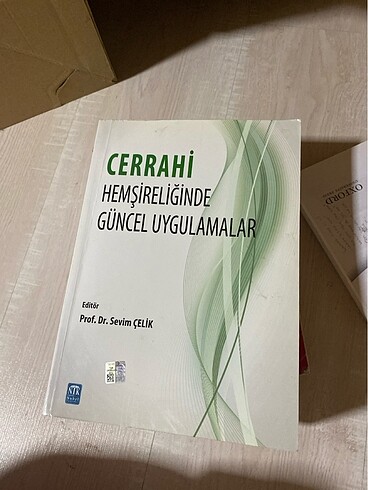 CERRAHİ
HEMŞİRELİĞİNDE
GÜNCEL UYGULAMALAR
Editör
Prof. Dr. Sevim ÇELİK
OXFORD